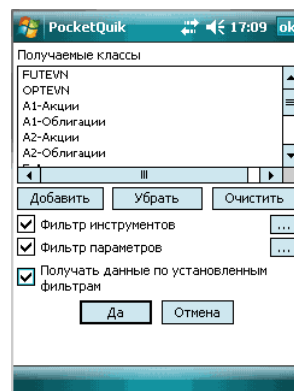 PocketQuik 17:09 ok
Получаемые классы
FUTEVN
OPTEVN
А1-Акции
А1-Облигации
А2-Акции
А2-Облигации
Добавить Убрать Очистить
Фильтр инструментов ...
Фильтр параметров ...
Получать данные по установленным
фильтрам
Да Отмена